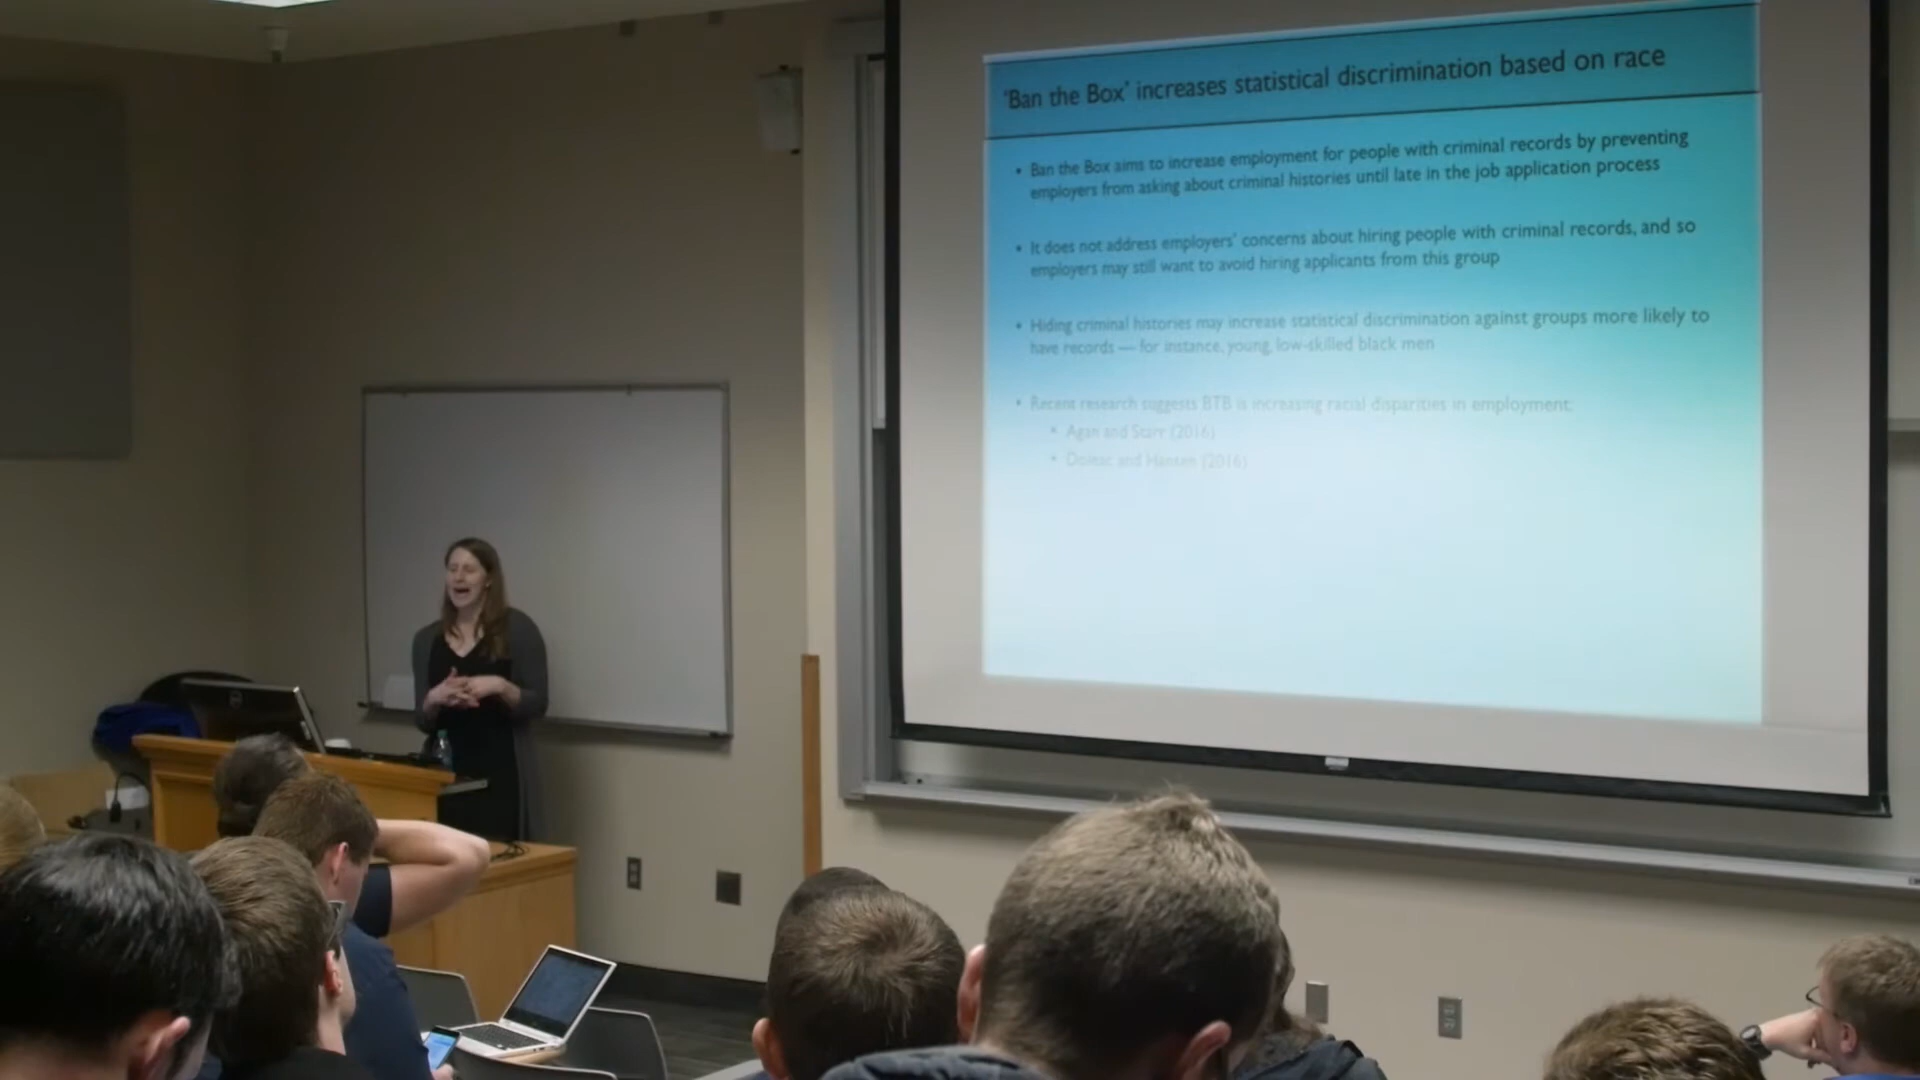 'Ban the Box' increases statistical discrimination based on race
• Ban the Box aims to increase employment for people with criminal records by preventing
employers from asking about criminal histories until late in the job application process
• It does not address employers' concerns about hiring people with criminal records, and so
employers may still want to avoid hiring applicants from this group
• Hiding criminal histories may increase statistical discrimination against groups more likely to
have records — for instance, young, low-skilled black men
• Recent research suggests BTB is increasing racial disparities in employment:
• Agan and Starr (2016)
• Doleac and Hansen (2016)